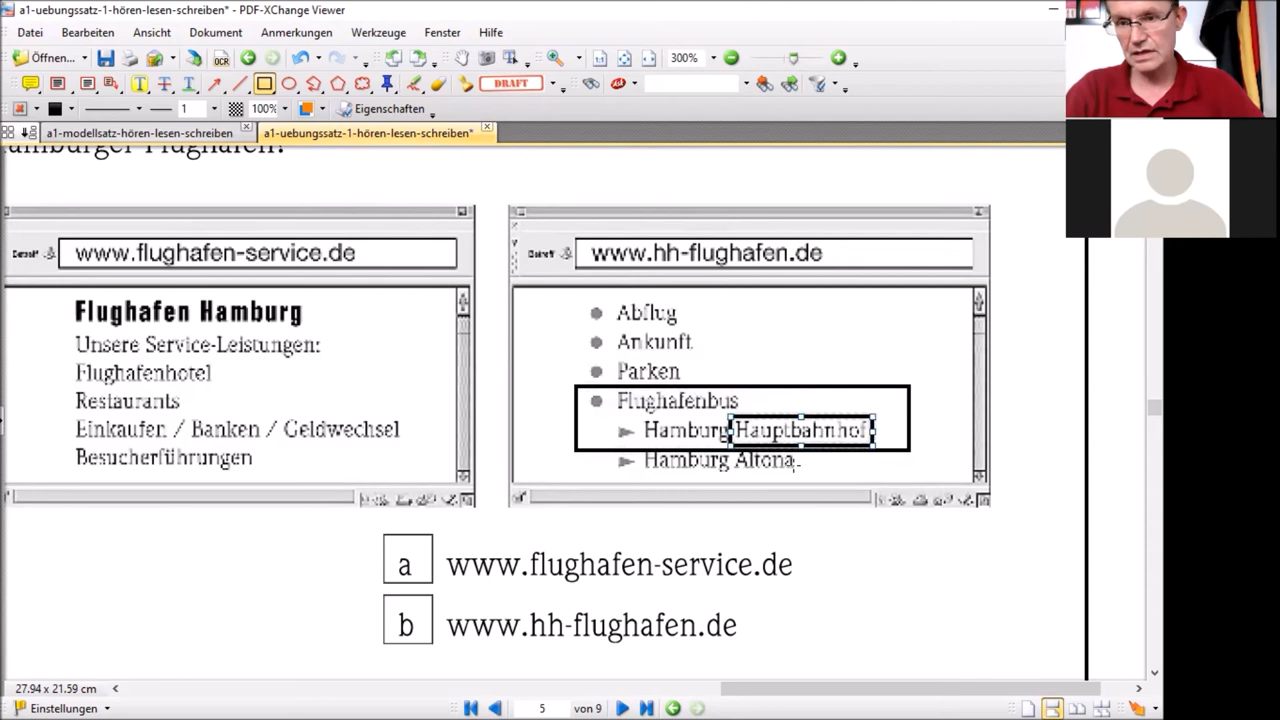 a1-uebungssatz-1-hören-lesen-schreiben* - PDF-XChange Viewer
Datei Bearbeiten Ansicht Dokument Anmerkungen Werkzeuge Fenster Hilfe
Öffnen... OCR 300%
DRAFT
1 100% Eigenschaften
a1-modellsatz-hören-lesen-schreiben a1-uebungssatz-1-hören-lesen-schreiben*
Hamburger Flughafen?
www.flughafen-service.de
Flughafen Hamburg
Unsere Service-Leistungen:
Flughafenhotel
Restaurants
Einkaufen / Banken / Geldwechsel
Besucherführungen
www.hh-flughafen.de
Abflug
Ankunft
Parken
Flughafenbus
Hamburg Hauptbahnhof
Hamburg Altona
a www.flughafen-service.de
b www.hh-flughafen.de
27.94 x 21.59 cm
Einstellungen 5 von 9